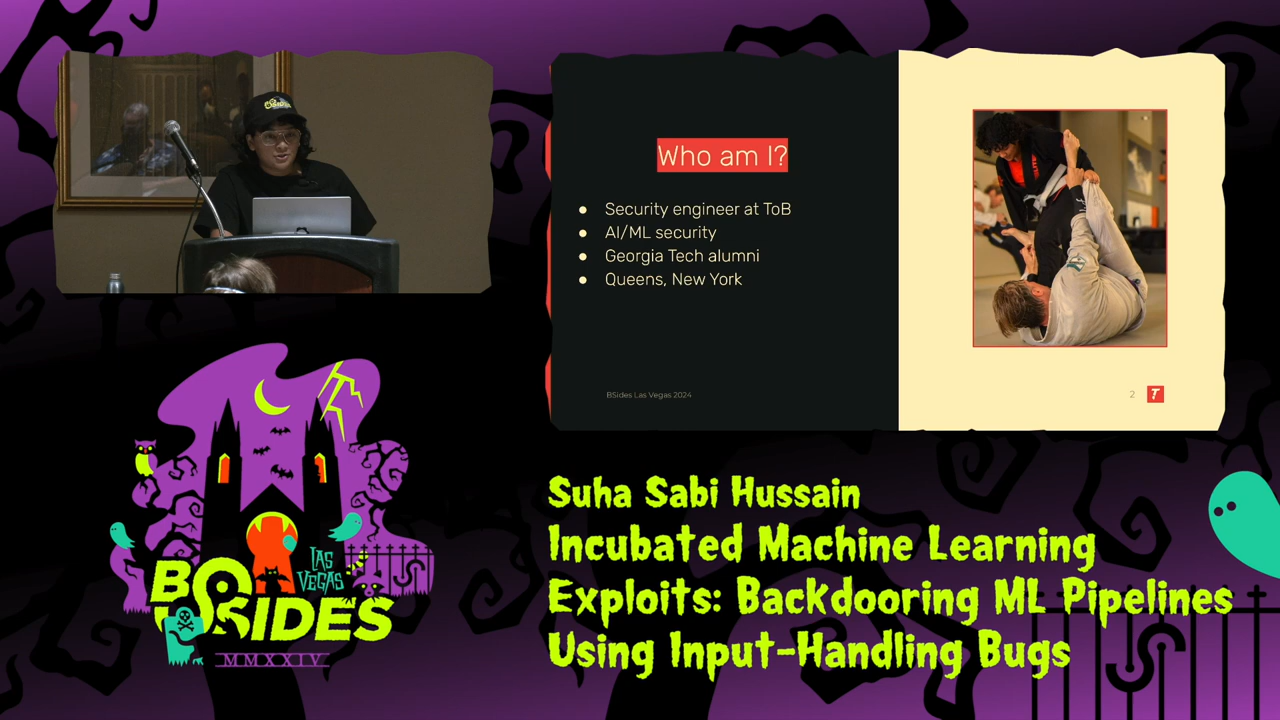 BSIDES
Who am I?
Security engineer at ToB
AI/ML security
Georgia Tech alumni
Queens, New York
BSides Las Vegas 2024
2
T
LAS
VEGAS
BSIDES
MMXXIV
Suha Sabi Hussain
Incubated Machine Learning
Exploits: Backdooring ML Pipelines
Using Input-Handling Bugs